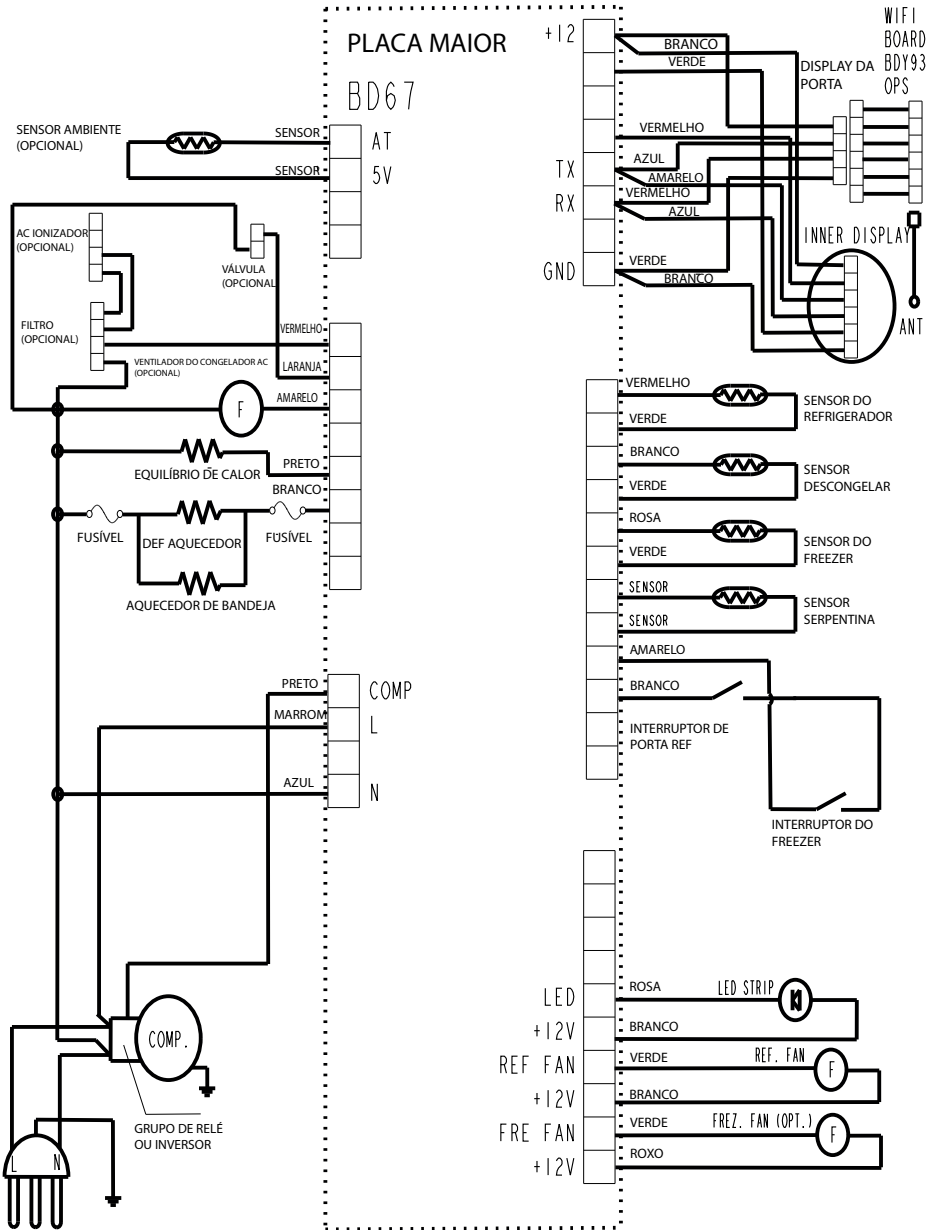 PLACA MAIOR
BD67
SENSOR AMBIENTE
(OPCIONAL)
SENSOR
AT
SENSOR
5V
AC IONIZADOR
(OPCIONAL)
VÁLVULA
(OPCIONAL
FILTRO
(OPCIONAL)
VERMELHO
VENTILADOR DO CONGELADOR AC
(OPCIONAL)
LARANJA
AMARELO
F
EQUILÍBRIO DE CALOR
PRETO
BRANCO
FUSÍVEL
DEF AQUECEDOR
FUSÍVEL
AQUECEDOR DE BANDEJA
PRETO
COMP
MARROM
L
AZUL
N
COMP.
GRUPO DE RELÉ
OU INVERSOR
L
N
+12
BRANCO
VERDE
DISPLAY DA
PORTA
WIFI
BOARD
BDY93
OPS
VERMELHO
AZUL
TX
AMARELO
VERMELHO
RX
AZUL
INNER DISPLAY
VERDE
GND
BRANCO
ANT
VERMELHO
SENSOR DO
REFRIGERADOR
VERDE
BRANCO
SENSOR
DESCONGELAR
VERDE
ROSA
SENSOR DO
FREEZER
VERDE
SENSOR
SENSOR
SERPENTINA
SENSOR
AMARELO
BRANCO
INTERRUPTOR DE
PORTA REF
INTERRUPTOR DO
FREEZER
LED
ROSA
LED STRIP
+12V
BRANCO
REF FAN
VERDE
REF. FAN
F
+12V
BRANCO
FRE FAN
VERDE
FREZ. FAN (OPT.)
F
+12V
ROXO